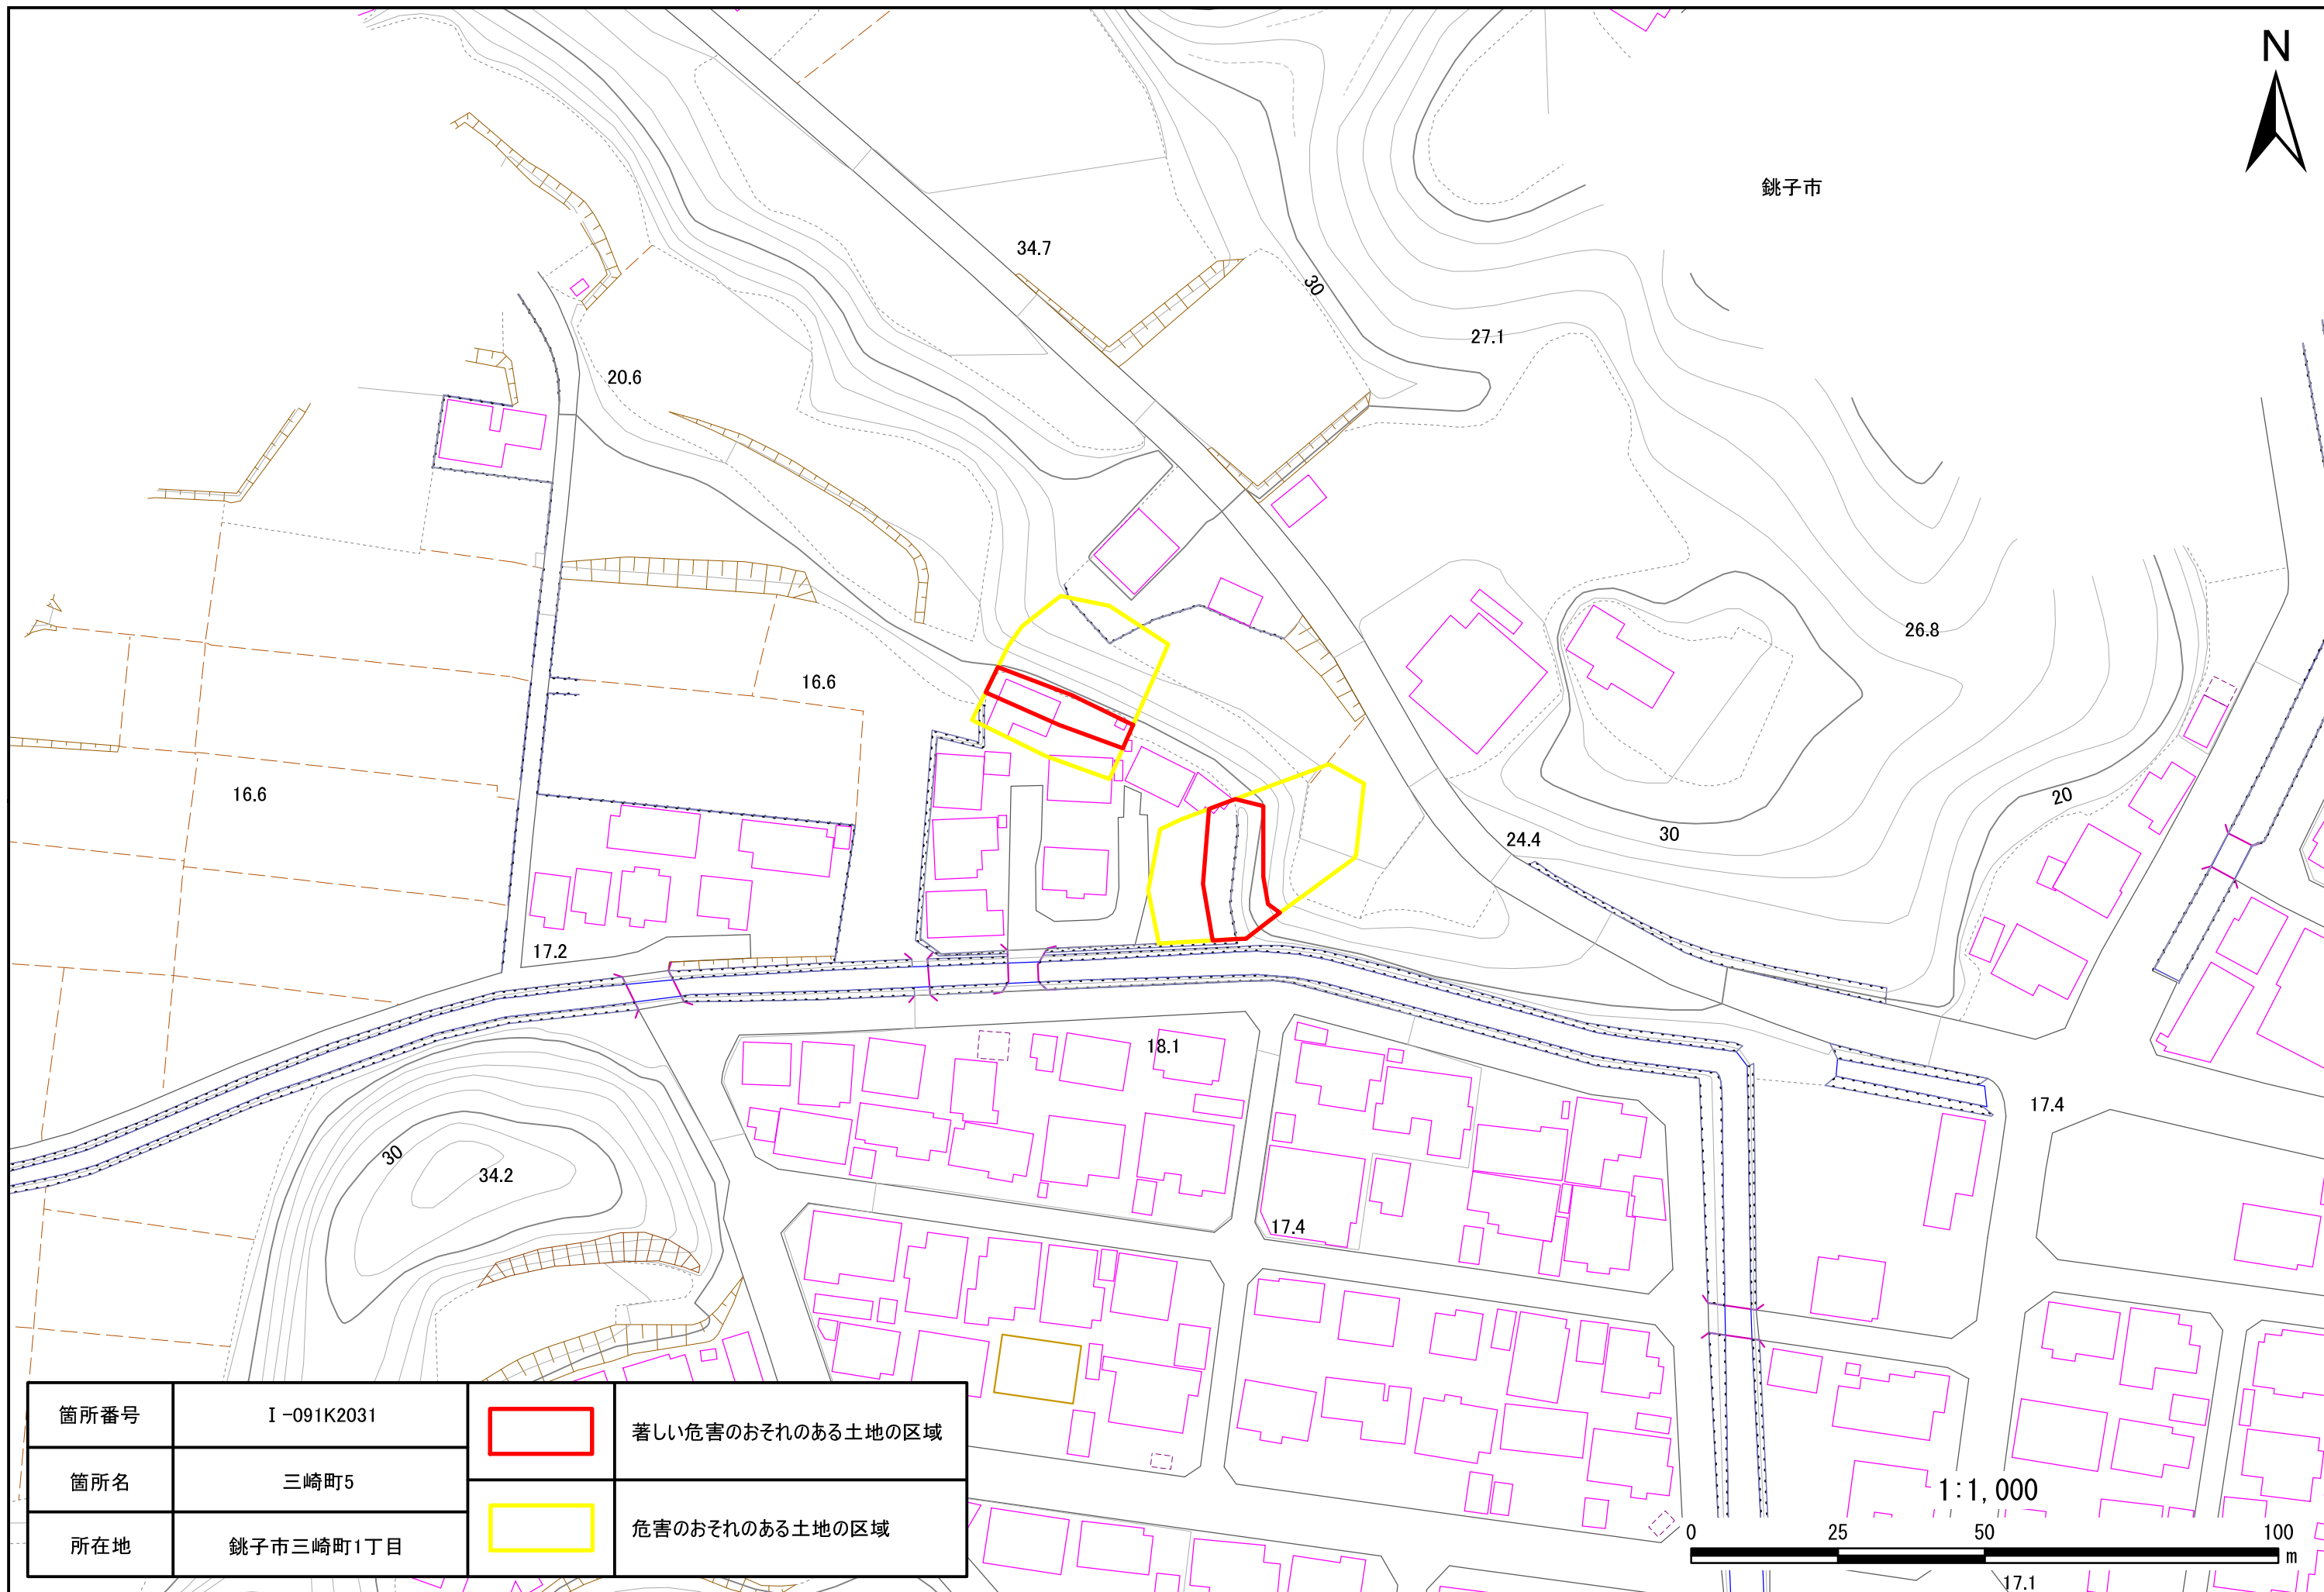 N
銚子市
34.7
30
27.1
20.6
26.8
16.6
16.6
20
24.4
30
17.2
18.1
17.4
30
34.2
17.4
箇所番号 Ⅰ-091K2031
箇所名 三崎町5
所在地 銚子市三崎町1丁目
著しい危害のおそれのある土地の区域
危害のおそれのある土地の区域
1:1,000
0 25 50 100
m
17.1